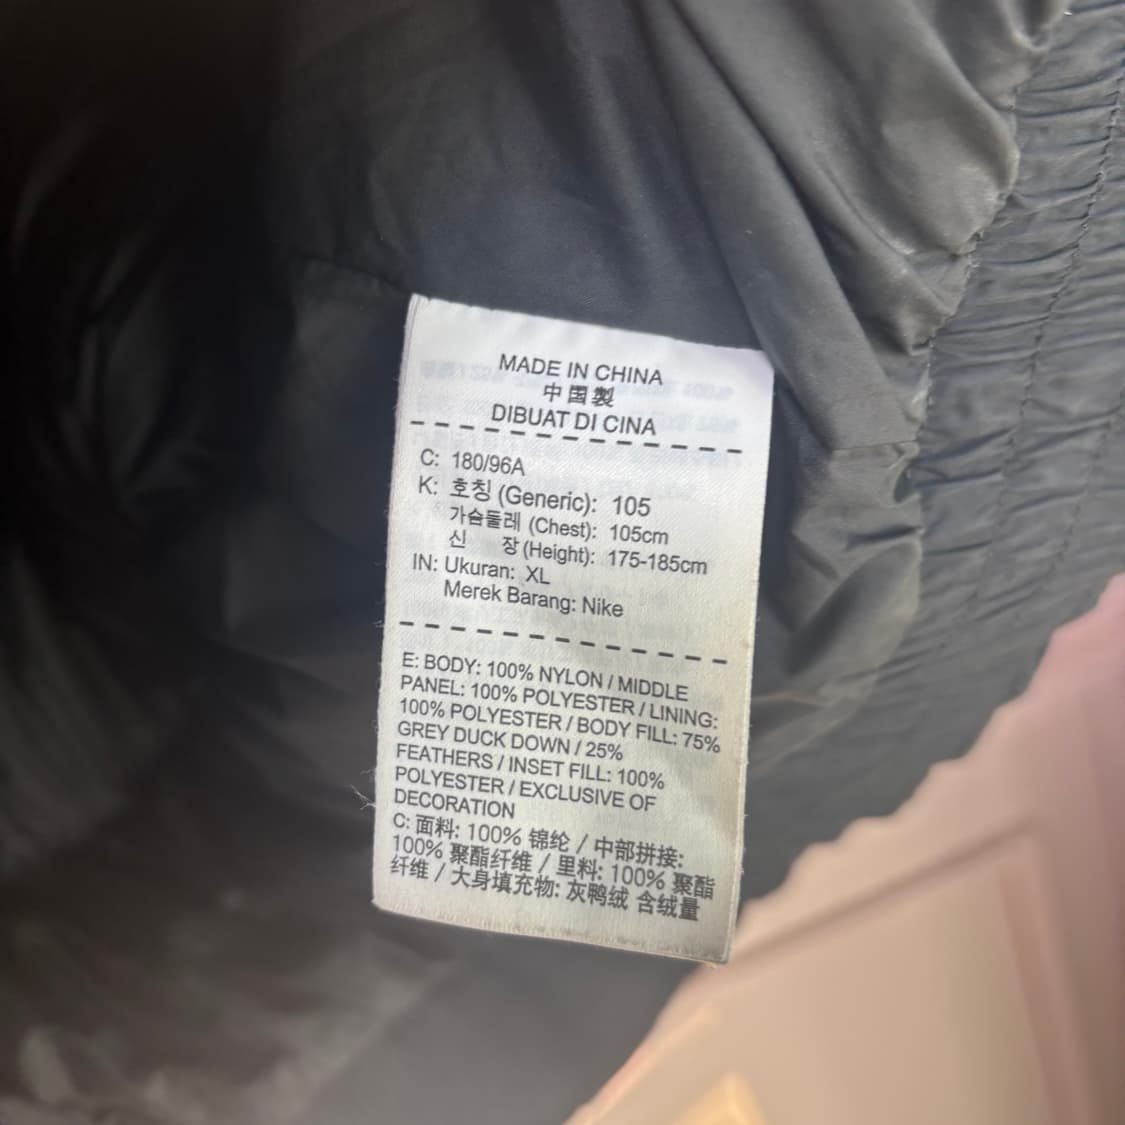 MADE IN CHINA
中国製
DIBUAT DI CINA
C: 180/96A
K: 호칭 (Generic): 105
가슴둘레 (Chest): 105cm
신 장 (Height): 175-185cm
IN: Ukuran: XL
Merek Barang: Nike
E: BODY: 100% NYLON / MIDDLE
PANEL: 100% POLYESTER / LINING:
100% POLYESTER / BODY FILL: 75%
GREY DUCK DOWN / 25%
FEATHERS / INSET FILL: 100%
POLYESTER / EXCLUSIVE OF
DECORATION
C: 面料: 100% 锦纶 / 中部拼接:
100% 聚酯纤维 / 里料: 100% 聚酯
纤维 / 大身填充物: 灰鸭绒 含绒量